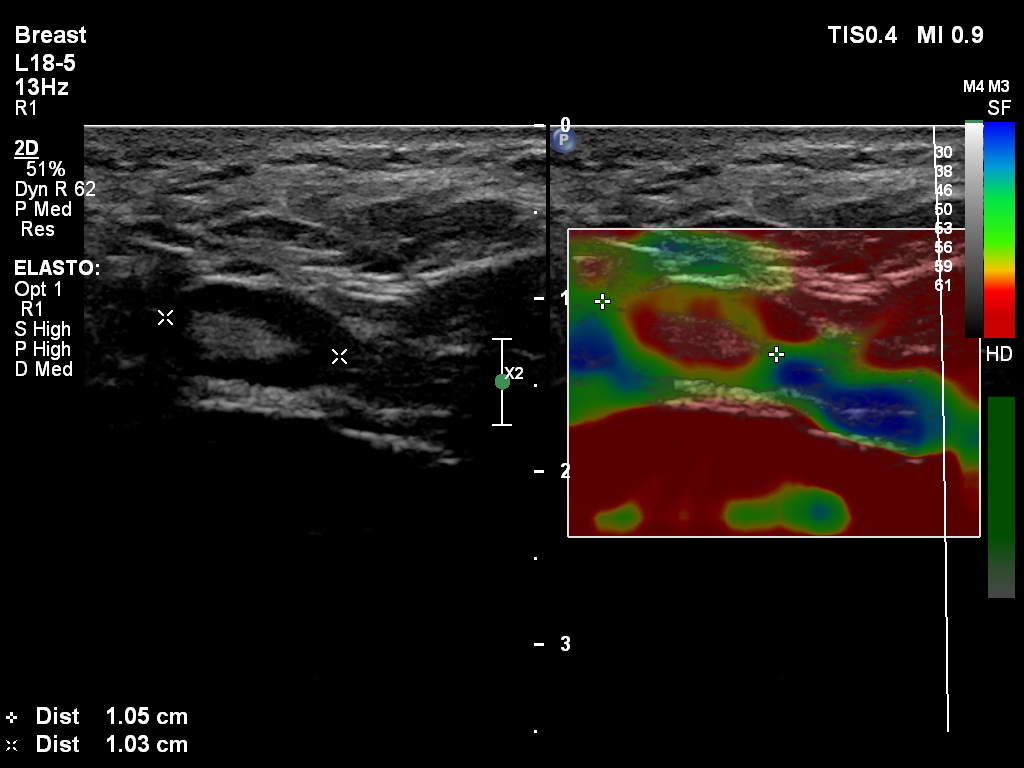 Breast
TIS0.4 MI 0.9
L18-5
13Hz
R1
M4 M3
SF
2D
51%
Dyn R 62
P Med
Res
ELASTO:
Opt 1
R1
S High
P High
D Med
P
0
1
2
3
X2
30
38
46
50
53
56
59
61
HD
Dist 1.05 cm
Dist 1.03 cm